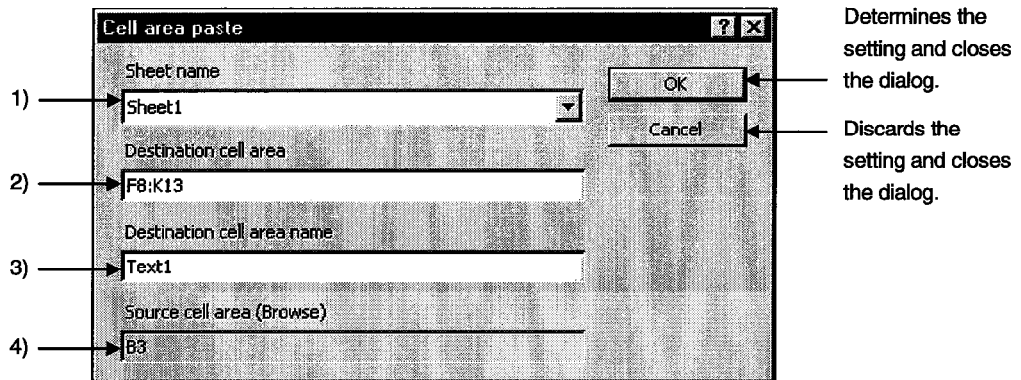 Cell area paste
Sheet name
1)
Sheet1
Destination cell area
2)
F8:K13
Destination cell area name
3)
Text1
Source cell area (Browse)
4)
B3
OK
Cancel
Determines the
setting and closes
the dialog.
Discards the
setting and closes
the dialog.